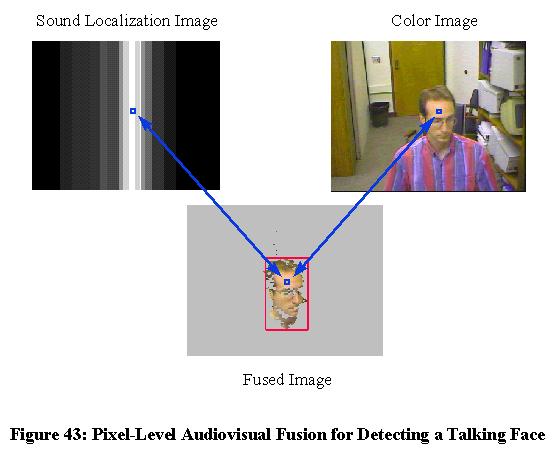 Sound Localization Image
Color Image
Fused Image
Figure 43: Pixel-Level Audiovisual Fusion for Detecting a Talking Face